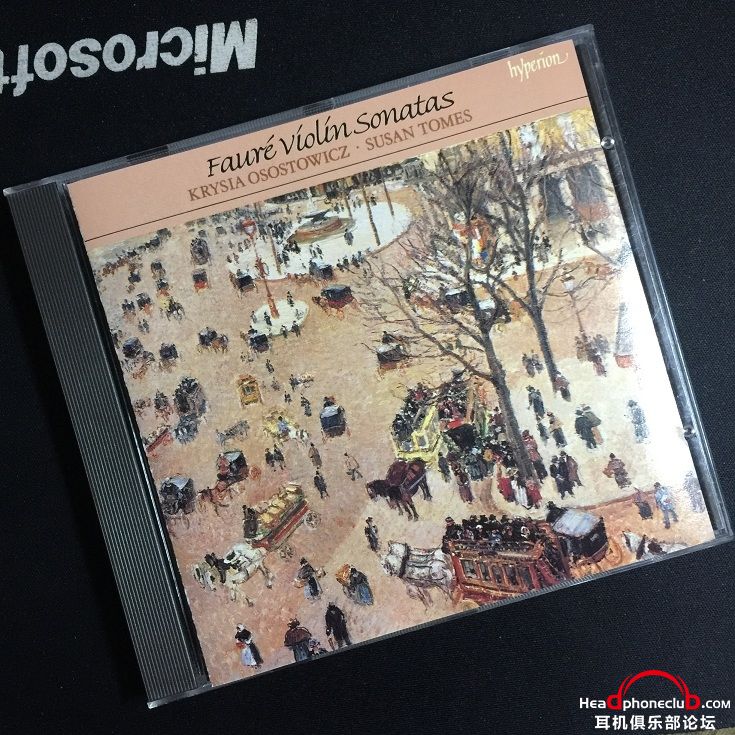 Microsoft
hyperion
Fauré Violin Sonatas
KRYSIA OSOSTOWICZ · SUSAN TOMES
Headphoneclub.com
耳机俱乐部论坛